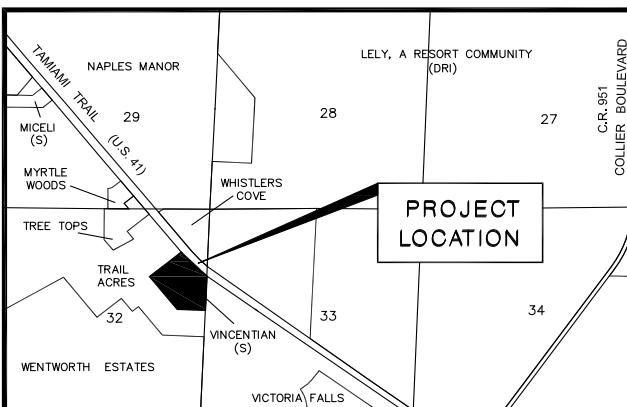 LELY, A RESORT COMMUNITY
(DRI)
NAPLES MANOR
TAMIAMI TRAIL
(U.S. 41)
29
28
27
C.R. 951
COLLIER BOULEVARD
MICELI
(S)
MYRTLE
WOODS
WHISTLERS
COVE
TREE TOPS
PROJECT
LOCATION
TRAIL
ACRES
32
33
34
VINCENTIAN
(S)
WENTWORTH ESTATES
VICTORIA FALLS